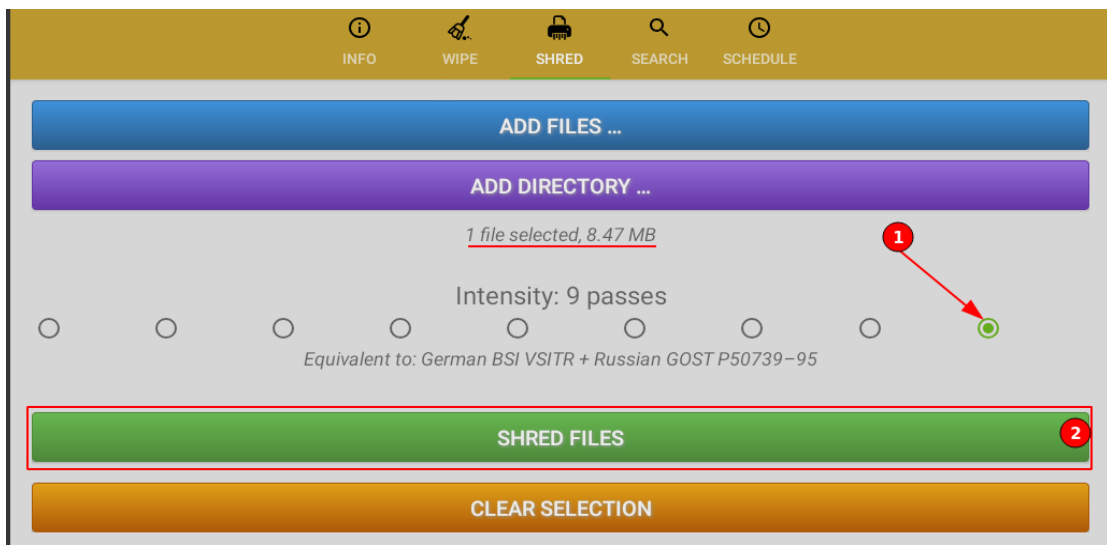 INFO WIPE SHRED SEARCH SCHEDULE
ADD FILES ...
ADD DIRECTORY ...
1 file selected, 8.47 MB
1
Intensity: 9 passes
Equivalent to: German BSI VSITR + Russian GOST P50739–95
SHRED FILES
2
CLEAR SELECTION